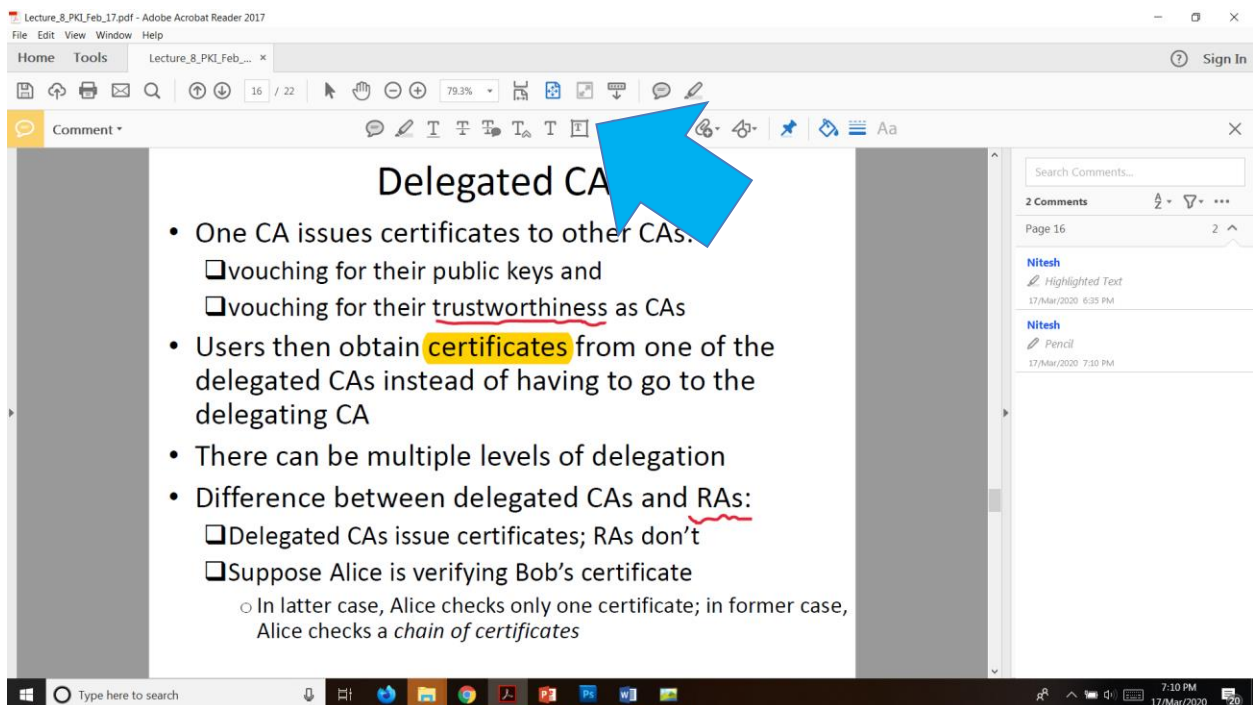 Lecture_8_PKI_Feb_17.pdf - Adobe Acrobat Reader 2017
File Edit View Window Help
Home Tools Lecture_8_PKI_Feb_... × ? Sign In
16 / 22 79.3%
Comment T T T T T T Aa
Delegated CA
• One CA issues certificates to other CAs:
vouching for their public keys and
vouching for their trustworthiness as CAs
• Users then obtain certificates from one of the
delegated CAs instead of having to go to the
delegating CA
• There can be multiple levels of delegation
• Difference between delegated CAs and RAs:
Delegated CAs issue certificates; RAs don't
Suppose Alice is verifying Bob's certificate
○ In latter case, Alice checks only one certificate; in former case,
Alice checks a chain of certificates
Search Comments...
2 Comments
Page 16 2
Nitesh
Highlighted Text
17/Mar/2020 6:35 PM
Nitesh
Pencil
17/Mar/2020 7:10 PM
Type here to search
7:10 PM
17/Mar/2020
20